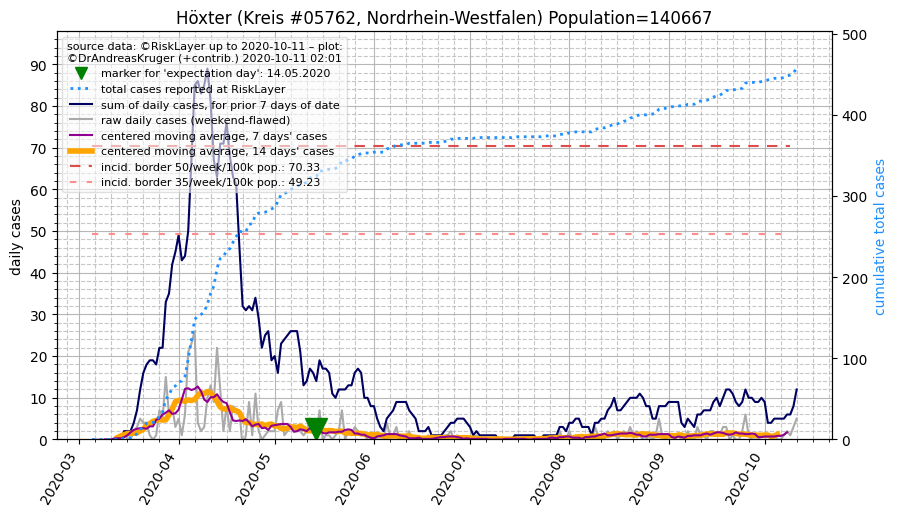 Höxter (Kreis #05762, Nordrhein-Westfalen) Population=140667
source data: ©RiskLayer up to 2020-10-11 – plot:
©DrAndreasKruger (+contrib.) 2020-10-11 02:01
marker for 'expectation day': 14.05.2020
total cases reported at RiskLayer
sum of daily cases, for prior 7 days of date
raw daily cases (weekend-flawed)
centered moving average, 7 days' cases
centered moving average, 14 days' cases
incid. border 50/week/100k pop.: 70.33
incid. border 35/week/100k pop.: 49.23
daily cases
90
80
70
60
50
40
30
20
10
0
cumulative total cases
500
400
300
200
100
0
2020-03
2020-04
2020-05
2020-06
2020-07
2020-08
2020-09
2020-10